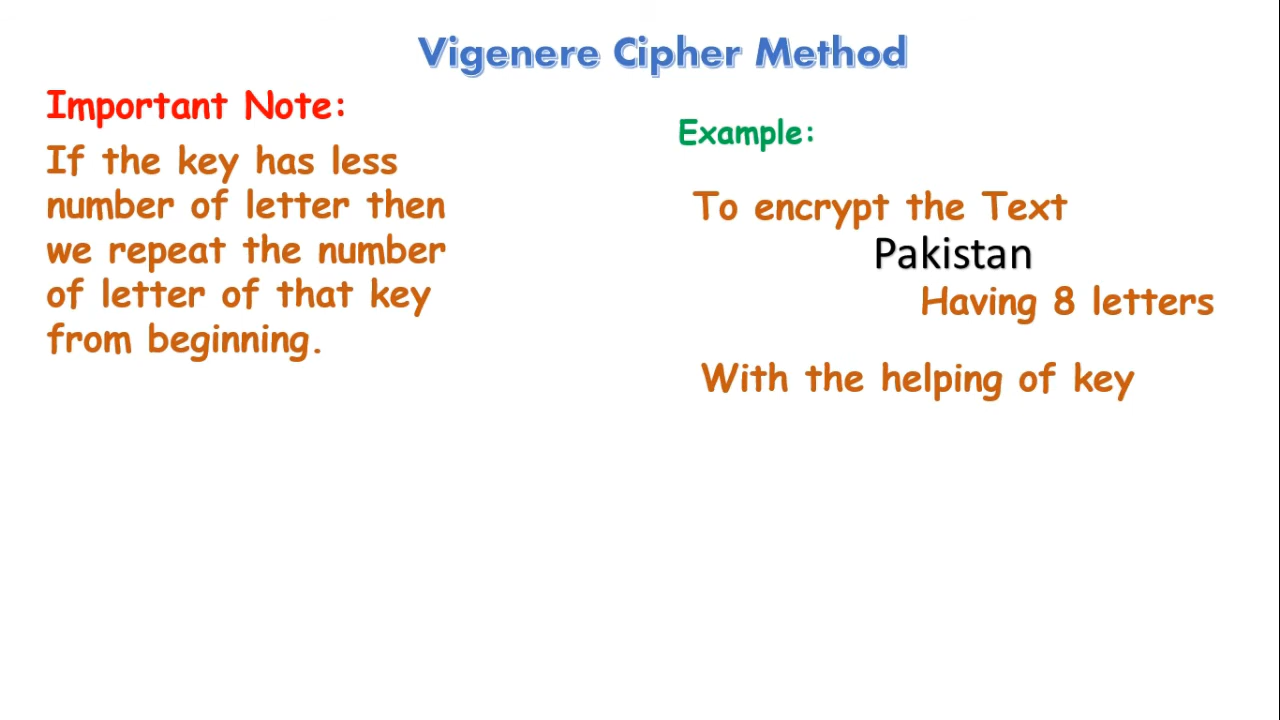 Vigenere Cipher Method
Important Note:
If the key has less
number of letter then
we repeat the number
of letter of that key
from beginning.
Example:
To encrypt the Text
Pakistan
Having 8 letters
With the helping of key